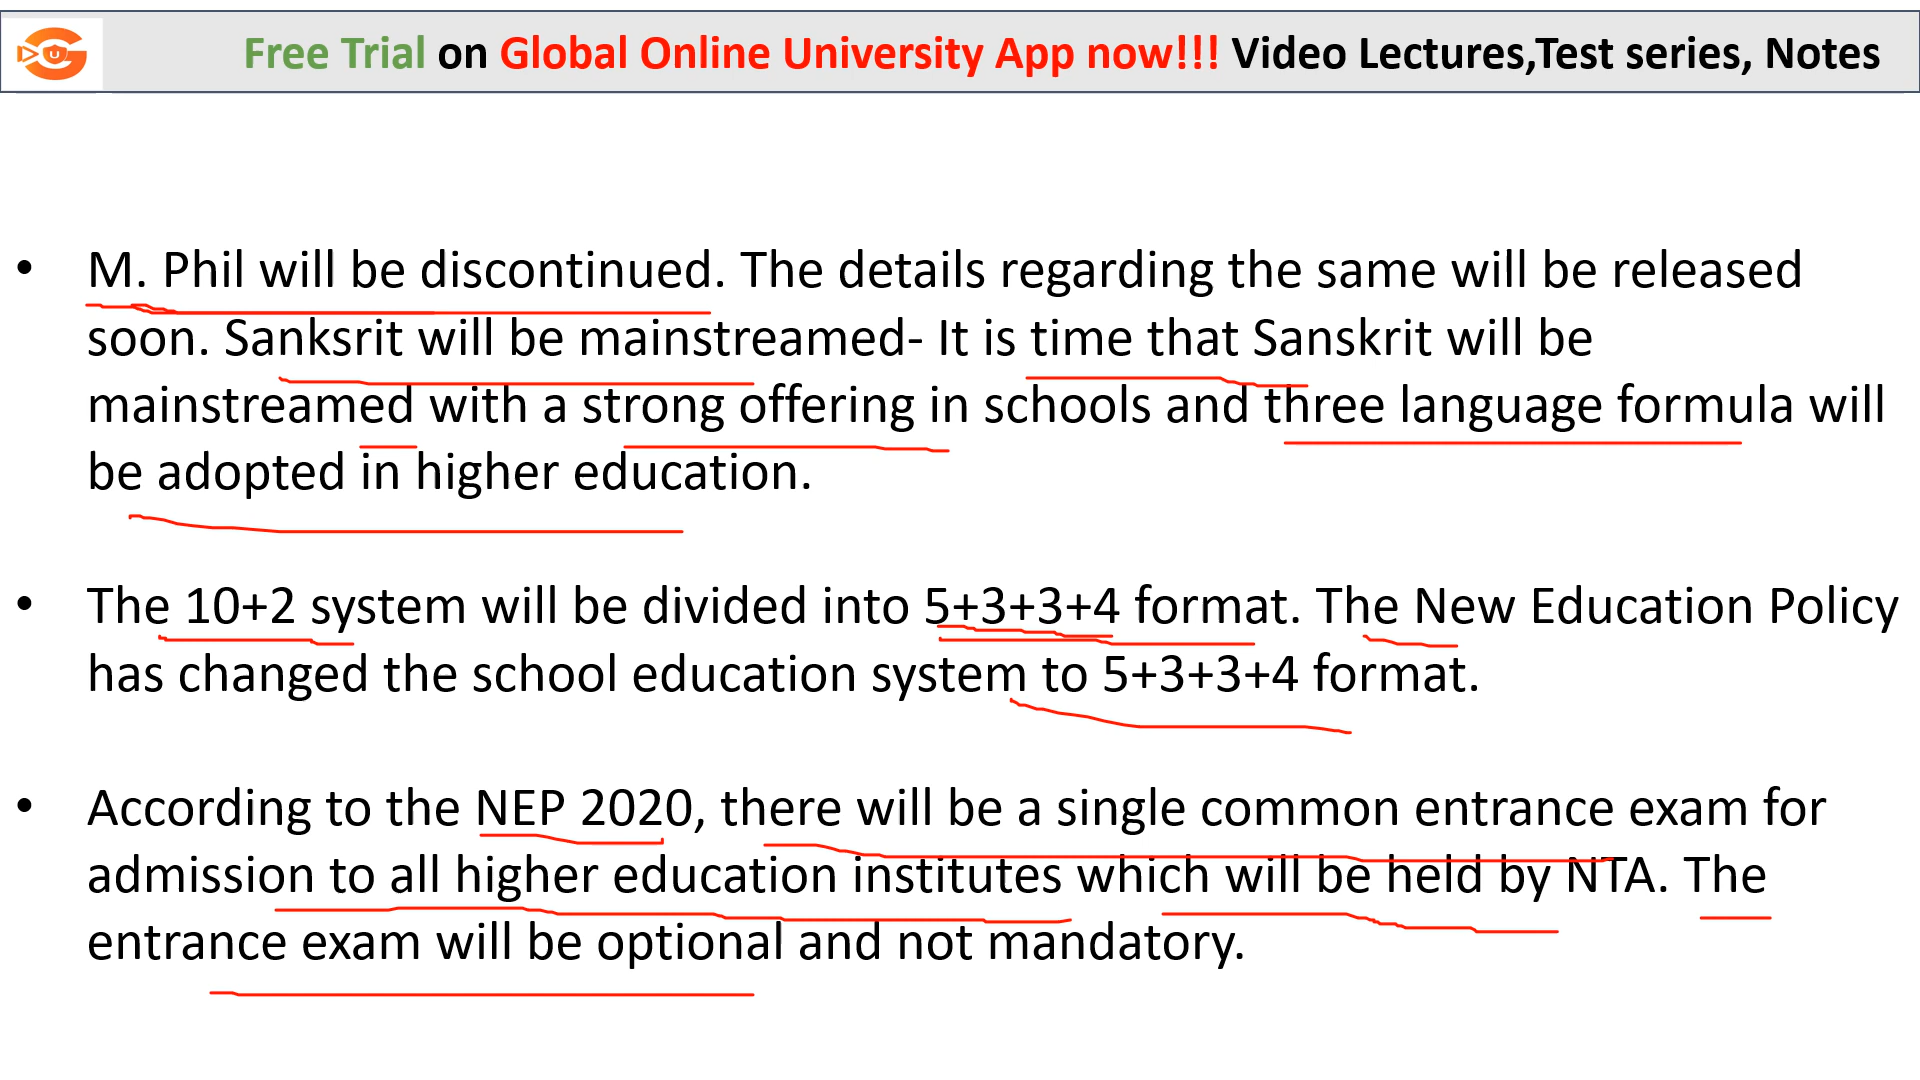 Free Trial on Global Online University App now!!! Video Lectures,Test series, Notes
• M. Phil will be discontinued. The details regarding the same will be released
soon. Sanksrit will be mainstreamed- It is time that Sanskrit will be
mainstreamed with a strong offering in schools and three language formula will
be adopted in higher education.
• The 10+2 system will be divided into 5+3+3+4 format. The New Education Policy
has changed the school education system to 5+3+3+4 format.
• According to the NEP 2020, there will be a single common entrance exam for
admission to all higher education institutes which will be held by NTA. The
entrance exam will be optional and not mandatory.